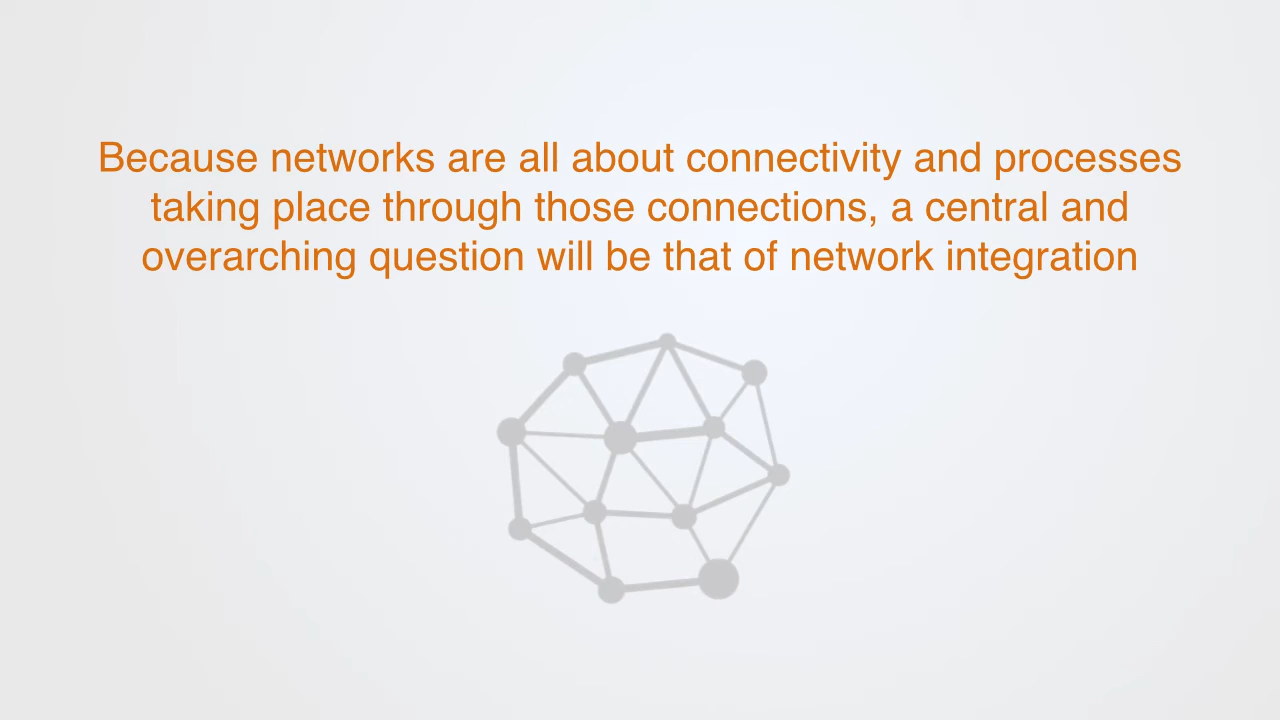 Because networks are all about connectivity and processes
taking place through those connections, a central and
overarching question will be that of network integration